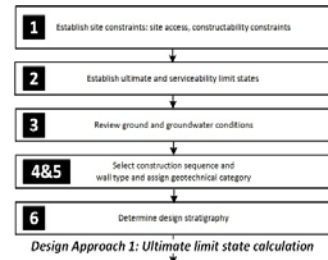 1
Establish site constraints: site access, constructability constraints
2
Establish ultimate and serviceability limit states
3
Review ground and groundwater conditions
4&5
Select construction sequence and
wall type and assign geotechnical category
6
Determine design stratigraphy
Design Approach 1: Ultimate limit state calculation